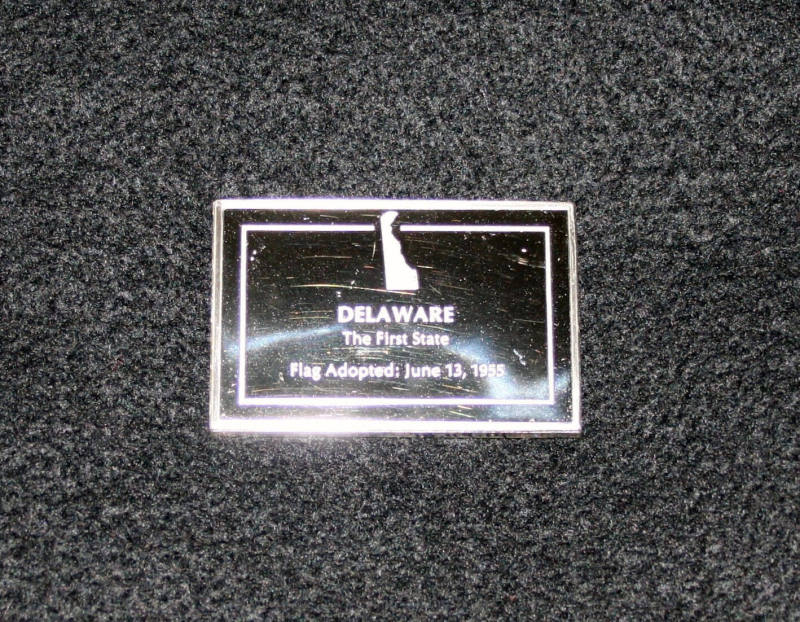 DELAWARE
The First State
Flag Adopted: June 13, 1955